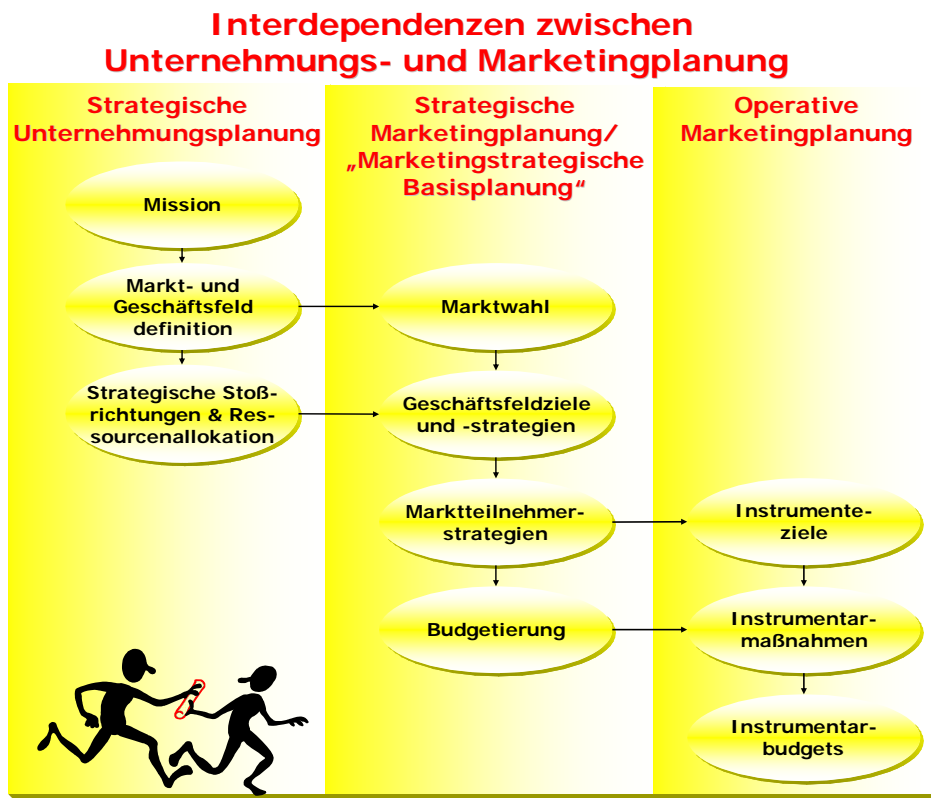 Interdependenzen zwischen
Unternehmungs- und Marketingplanung
Strategische
Unternehmungsplanung
Mission
Markt- und
Geschäftsfeld
definition
Strategische Stoß-
richtungen & Res-
sourcenallokation
Strategische
Marketingplanung/
„Marketingstrategische
Basisplanung“
Marktwahl
Geschäftsfeldziele
und -strategien
Marktteilnehmer-
strategien
Budgetierung
Operative
Marketingplanung
Instrumente-
ziele
Instrumentar-
maßnahmen
Instrumentar-
budgets